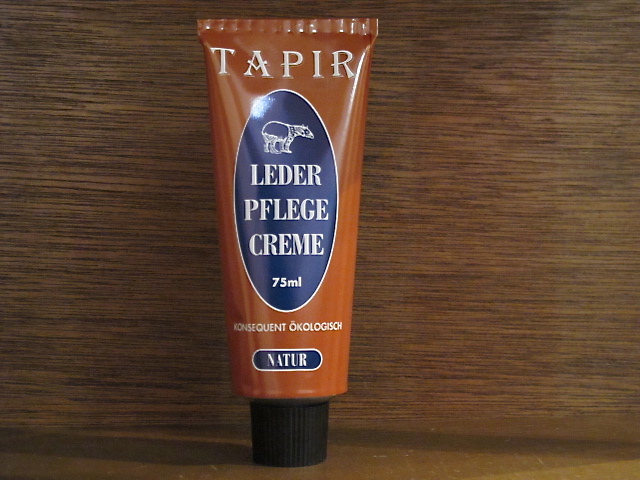 TAPIR
LEDER
PFLEGE
CREME
75ml
KONSEQUENT ÖKOLOGISCH
NATUR